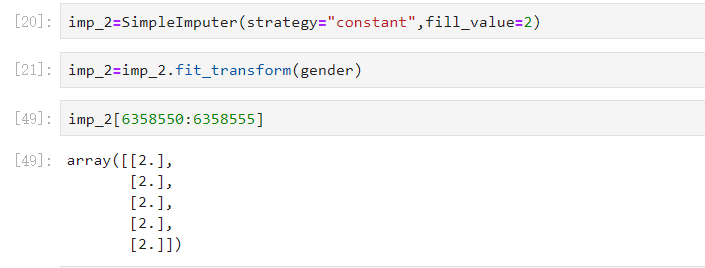 [20]: imp_2=SimpleImputer(strategy="constant",fill_value=2)
[21]: imp_2=imp_2.fit_transform(gender)
[49]: imp_2[6358550:6358555]
[49]: array([[2.],
[2.],
[2.],
[2.],
[2.]])